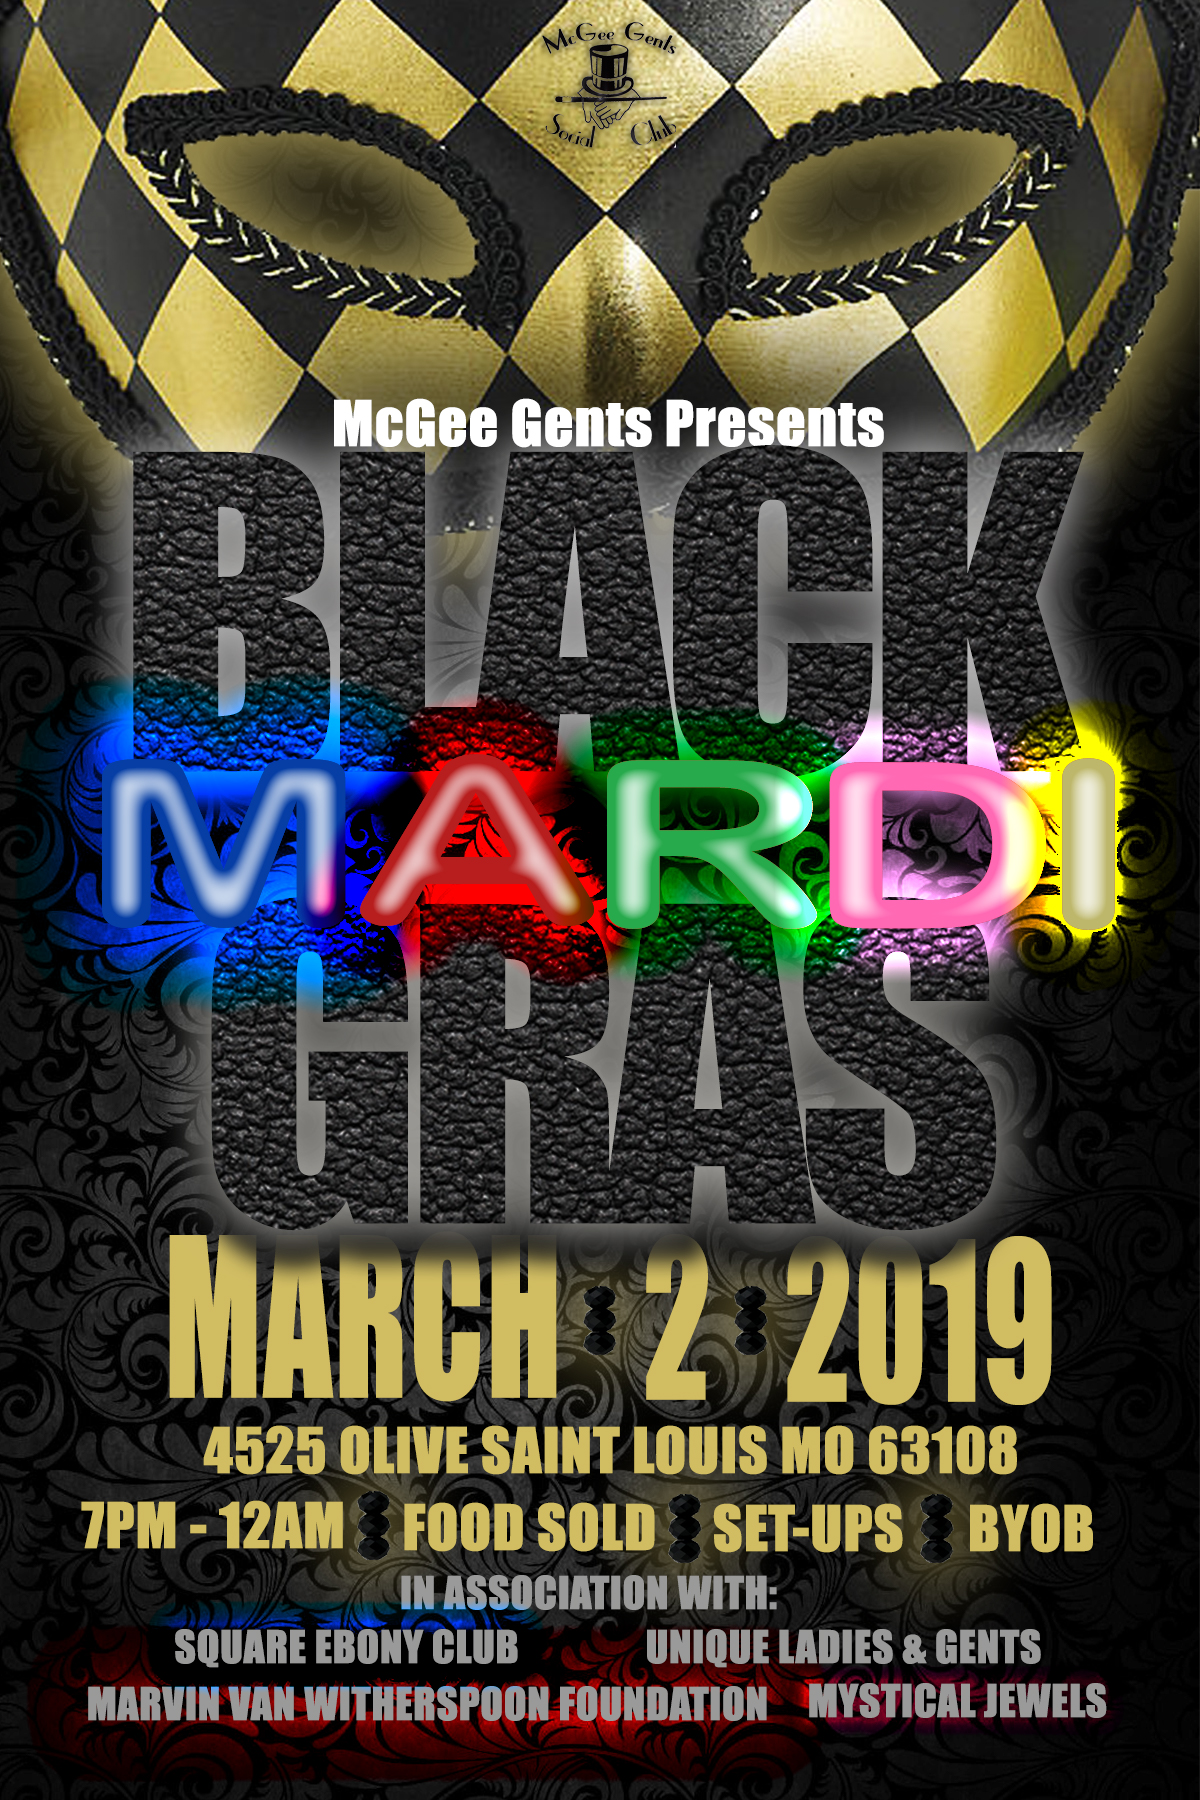 McGee Gents
Social Club
McGee Gents Presents
BLACK
MARDI
GRAS
MARCH 2 2019
4525 OLIVE SAINT LOUIS MO 63108
7PM - 12AM FOOD SOLD SET-UPS BYOB
IN ASSOCIATION WITH:
SQUARE EBONY CLUB UNIQUE LADIES & GENTS
MARVIN VAN WITHERSPOON FOUNDATION MYSTICAL JEWELS